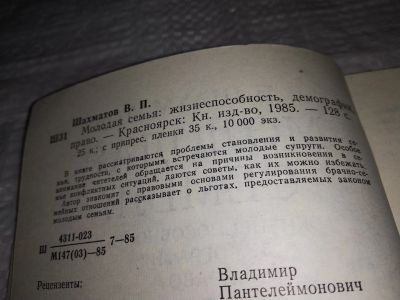 Шахматов В. П.
Ш31 Молодая семья: жизнеспособность, демография,
право. — Красноярск: Кн. изд-во, 1985. — 128 с.
25 к.; с припрес. пленки 35 к., 10 000 экз.
В книге рассматриваются проблемы становления и развития се-
мьи, трудности, с которыми встречаются молодые супруги. Особое
внимание читателей обращается на причины возникновения в се-
мье конфликтных ситуаций, даются советы, как их можно избежать.
Автор знакомит с правовыми основами регулирования брачно-се-
мейных отношений рассказывает о льготах, предоставляемых законом
молодым семьям.
Ш 4311-023 7—85
М147(03)—85
Рецензенты:
Владимир
Пантелеймонович